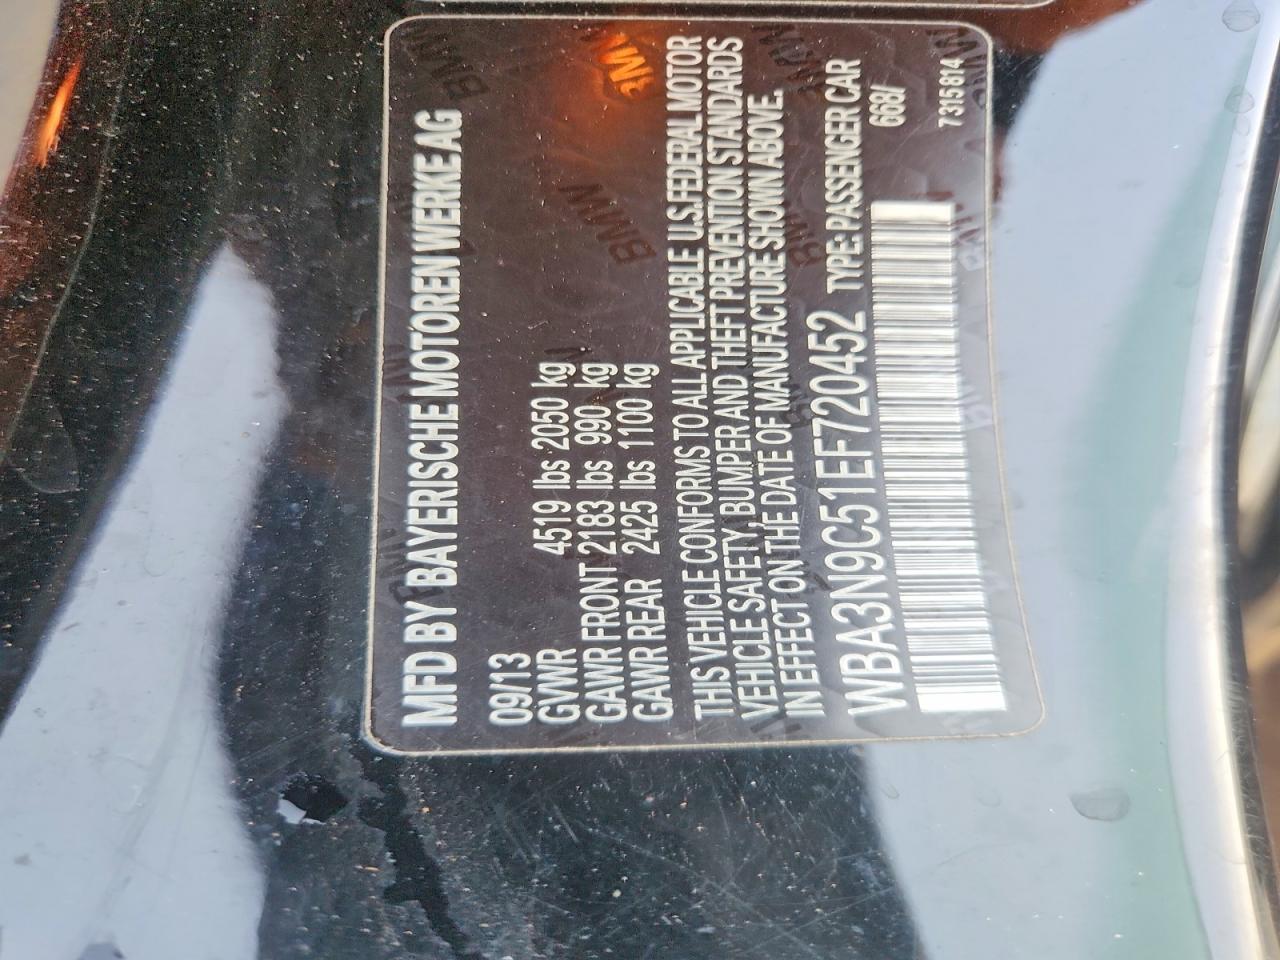 MFD BY BAYERISCHE MOTOREN WERKE AG
09/13
GVWR 4519 lbs 2050 kg
GAWR FRONT 2183 lbs 990 kg
GAWR REAR 2425 lbs 1100 kg
THIS VEHICLE CONFORMS TO ALL APPLICABLE U.S. FEDERAL MOTOR
VEHICLE SAFETY, BUMPER AND THEFT PREVENTION STANDARDS
IN EFFECT ON THE DATE OF MANUFACTURE SHOWN ABOVE.
WBA3N9C51EF720452 TYPE: PASSENGER CAR
668/
7315814